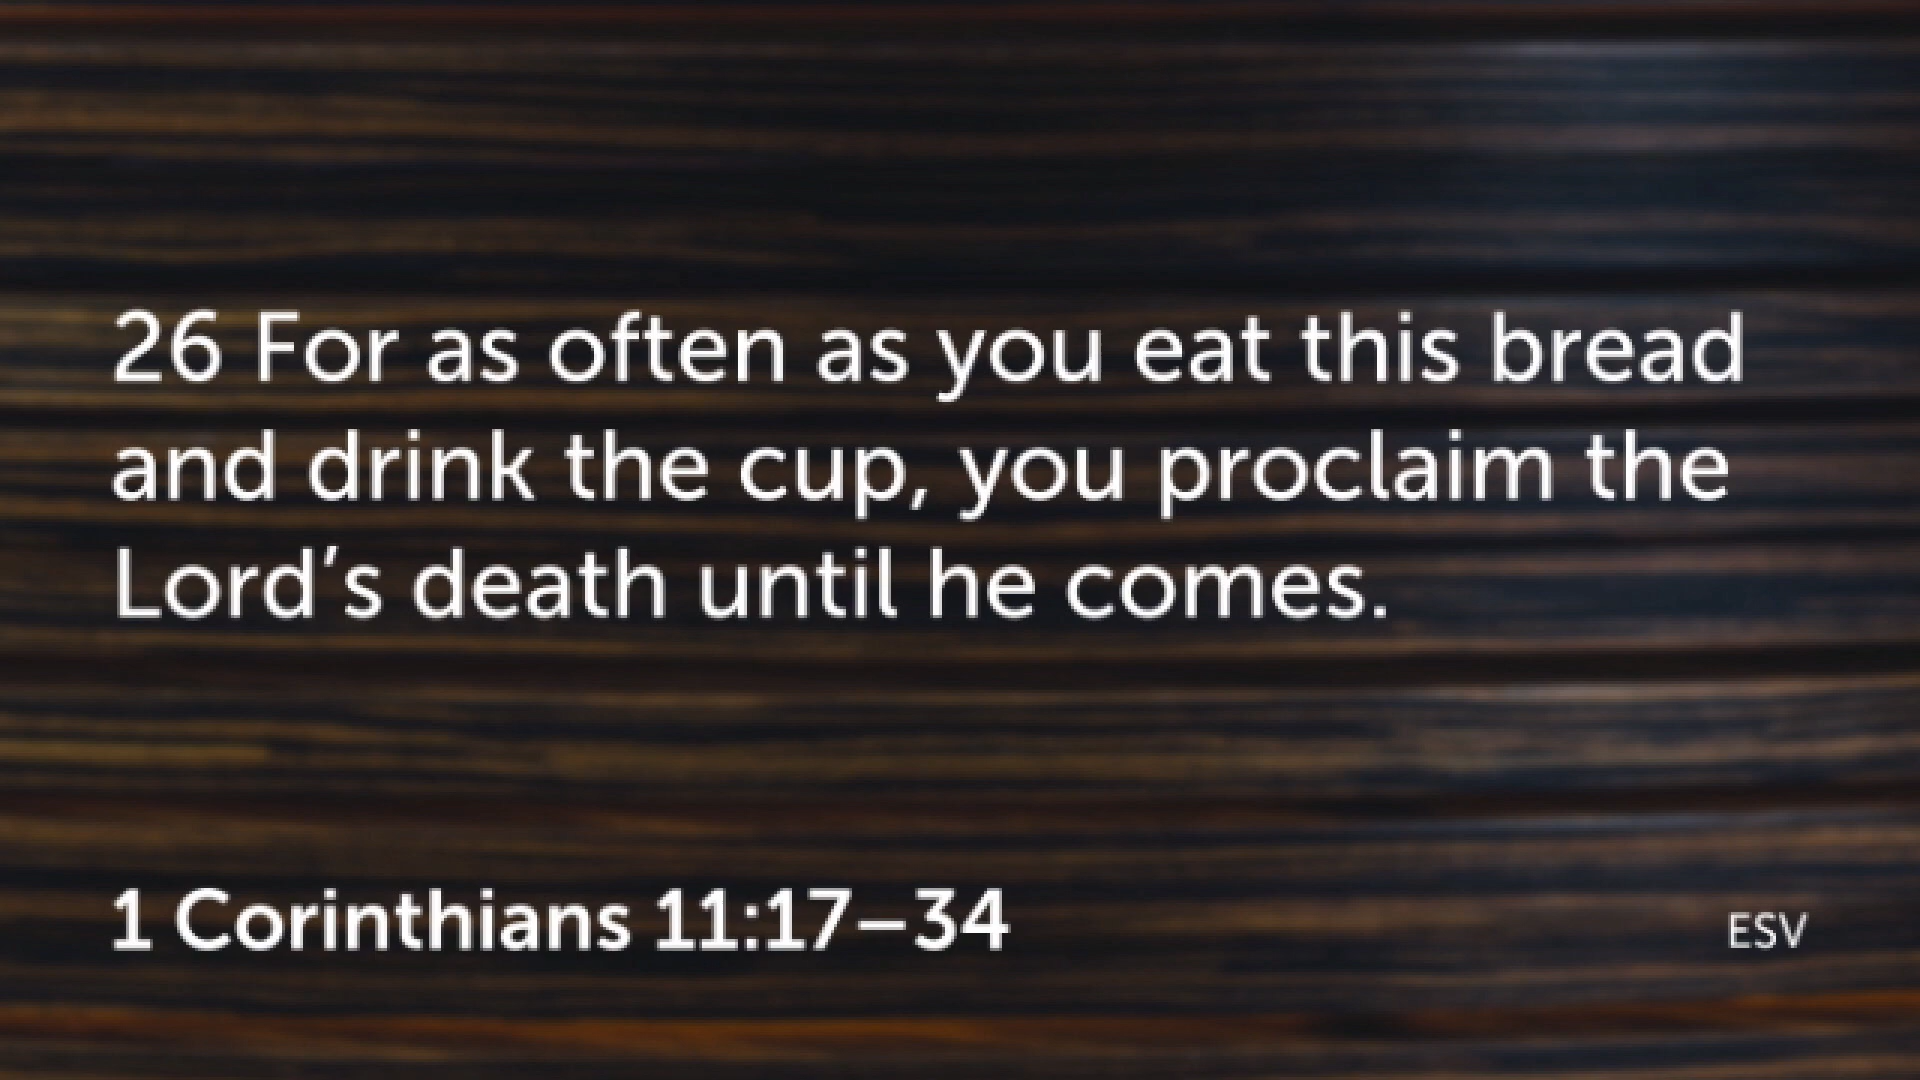 26 For as often as you eat this bread
and drink the cup, you proclaim the
Lord’s death until he comes.
1 Corinthians 11:17–34
ESV